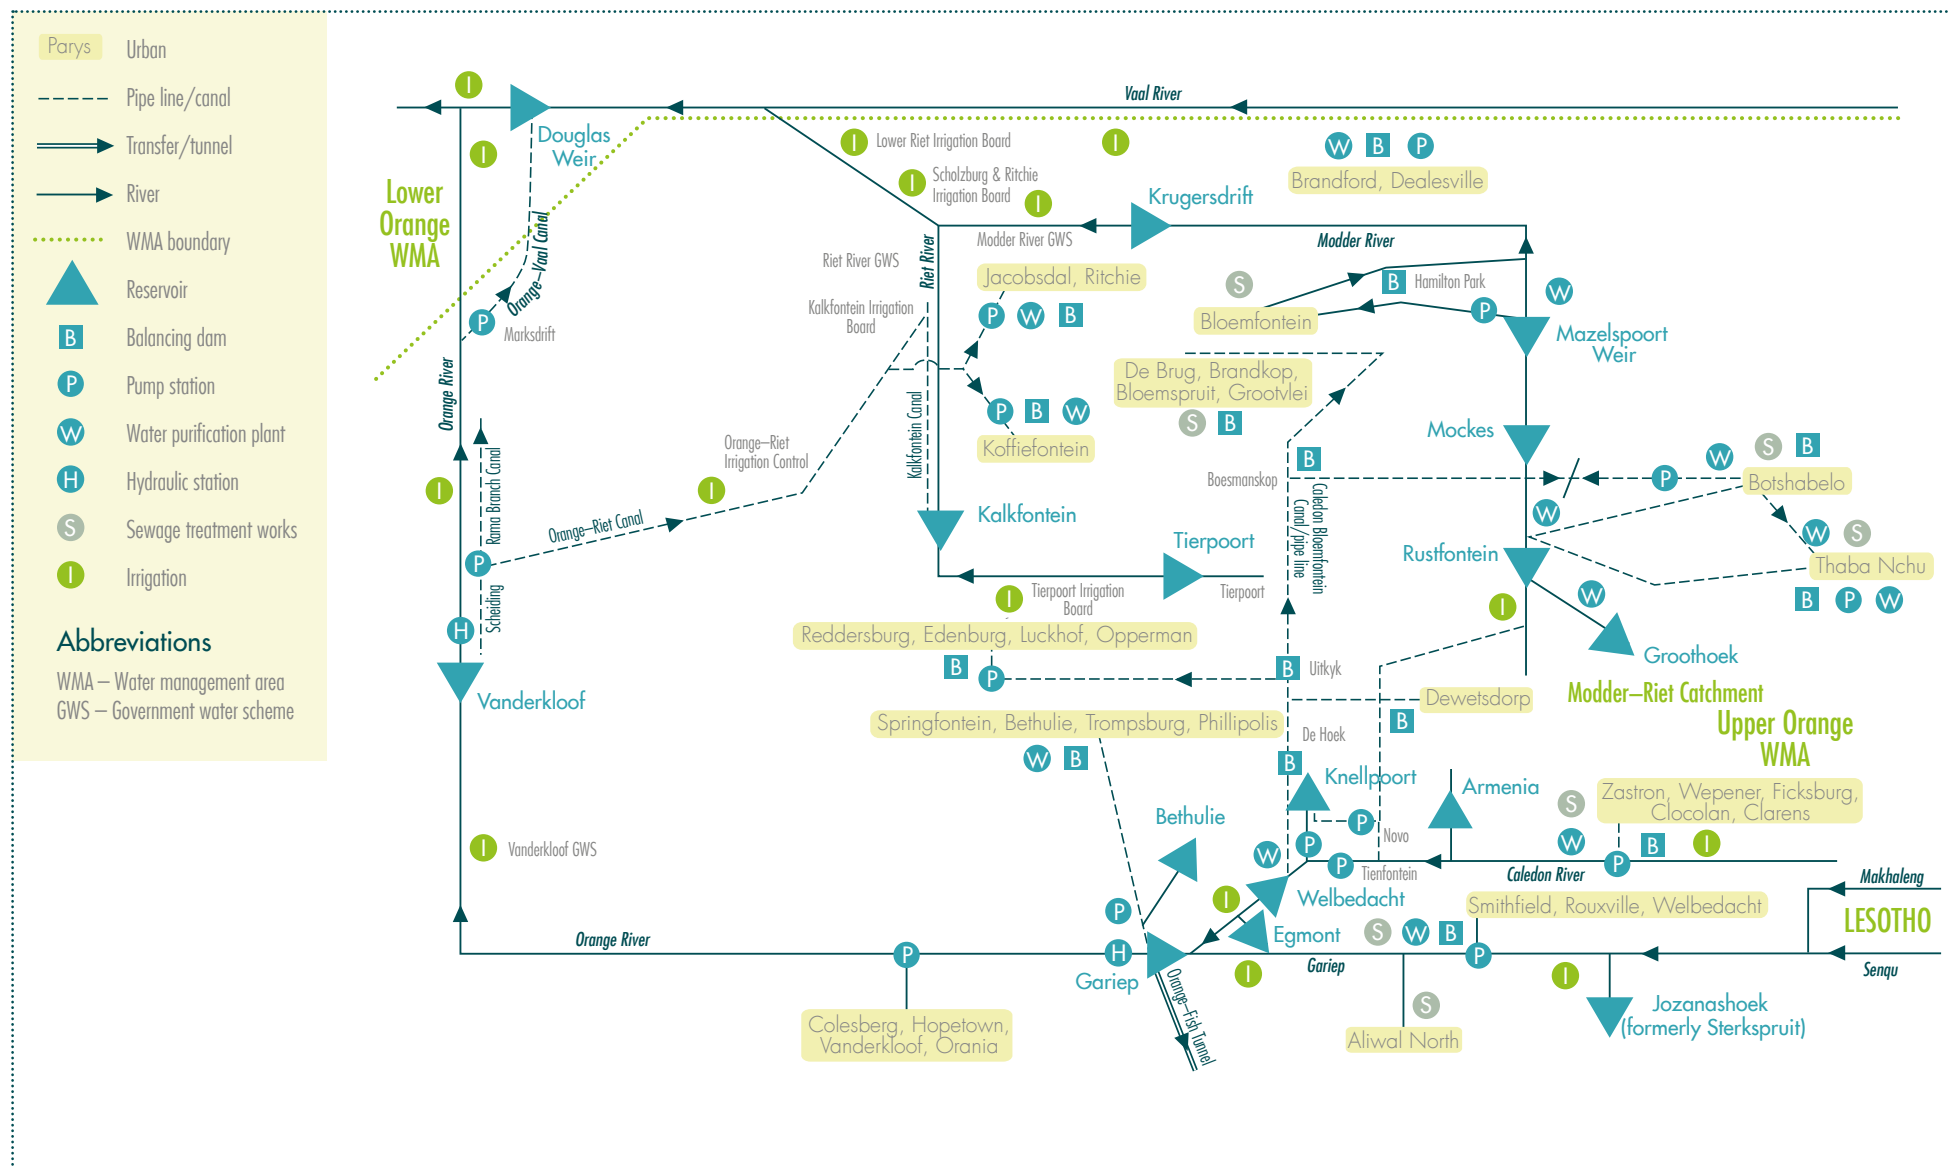 Parys
Urban
Pipe line/canal
Transfer/tunnel
River
WMA boundary
Reservoir
B
Balancing dam
P
Pump station
W
Water purification plant
H
Hydraulic station
S
Sewage treatment works
I
Irrigation
Abbreviations
WMA – Water management area
GWS – Government water scheme
I
Vaal River
Douglas
Weir
I
I
Lower Riet Irrigation Board
I
W B P
Brandford, Dealesville
Lower
Orange
WMA
I
Scholzburg & Ritchie
Irrigation Board
I
Krugersdrift
Modder River GWS
Modder River
Orange–Vaal Canal
Orange–Vaal Canal
P
Marksdrift
Riet River GWS
Riet River
Jacobsdal, Ritchie
P W B
Kalkfontein Irrigation
Board
S
B
Hamilton Park
Bloemfontein
P
W
Mazelspoort
Weir
De Brug, Brandkop,
Bloemspruit, Grootvlei
S B
Orange River
Kalkfontein Canal
P B W
Koffiefontein
Orange–Riet
Irrigation Control
I
I
Rama Branch Canal
Orange–Riet Canal
P
Scheiding
H
Vanderkloof
Kalkfontein
Tierpoort
Tierpoort
I
Tierpoort Irrigation
Board
Mockes
B
Boesmanskop
Caledon Bloemfontein
Canal/pipe line
P
W
S
B
Botshabelo
W
Rustfontein
W
S
Thaba Nchu
B P W
I
W
Groothoek
Reddersburg, Edenburg, Luckhof, Opperman
B
P
B
Uitkyk
Modder–Riet Catchment
Upper Orange
WMA
Dewetsdorp
B
Springfontein, Bethulie, Trompsburg, Phillipolis
W B
De Hoek
B
Knellpoort
Armenia
S
Zastron, Wepener, Ficksburg,
Clocolan, Clarens
W
P
B
I
Bethulie
P
Novo
W
P
P
Tienfontein
Caledon River
Makhaleng
I
Vanderkloof GWS
Welbedacht
I
Smithfield, Rouxville, Welbedacht
LESOTHO
P
Egmont
S W B
P
Orange River
P
H
Gariep
Gariep
I
I
Senqu
Orange–Fish Tunnel
S
Jozanashoek
(formerly Sterkspruit)
Colesberg, Hopetown,
Vanderkloof, Orania
Aliwal North